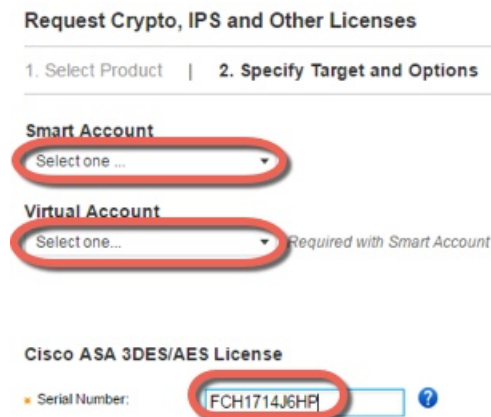 Request Crypto, IPS and Other Licenses
1. Select Product | 2. Specify Target and Options
Smart Account
Select one ...
Virtual Account
Select one... Required with Smart Account
Cisco ASA 3DES/AES License
* Serial Number: FCH1714J6HP ?